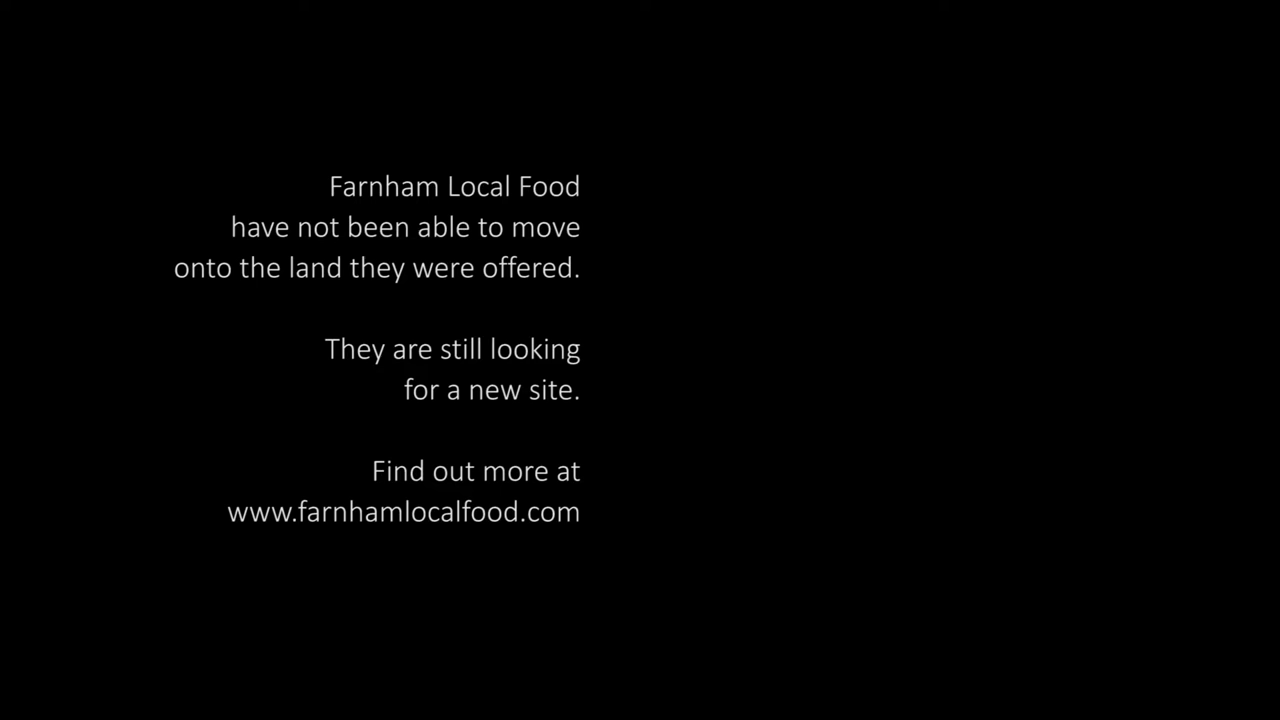 Farnham Local Food
have not been able to move
onto the land they were offered.
They are still looking
for a new site.
Find out more at
www.farnhamlocalfood.com